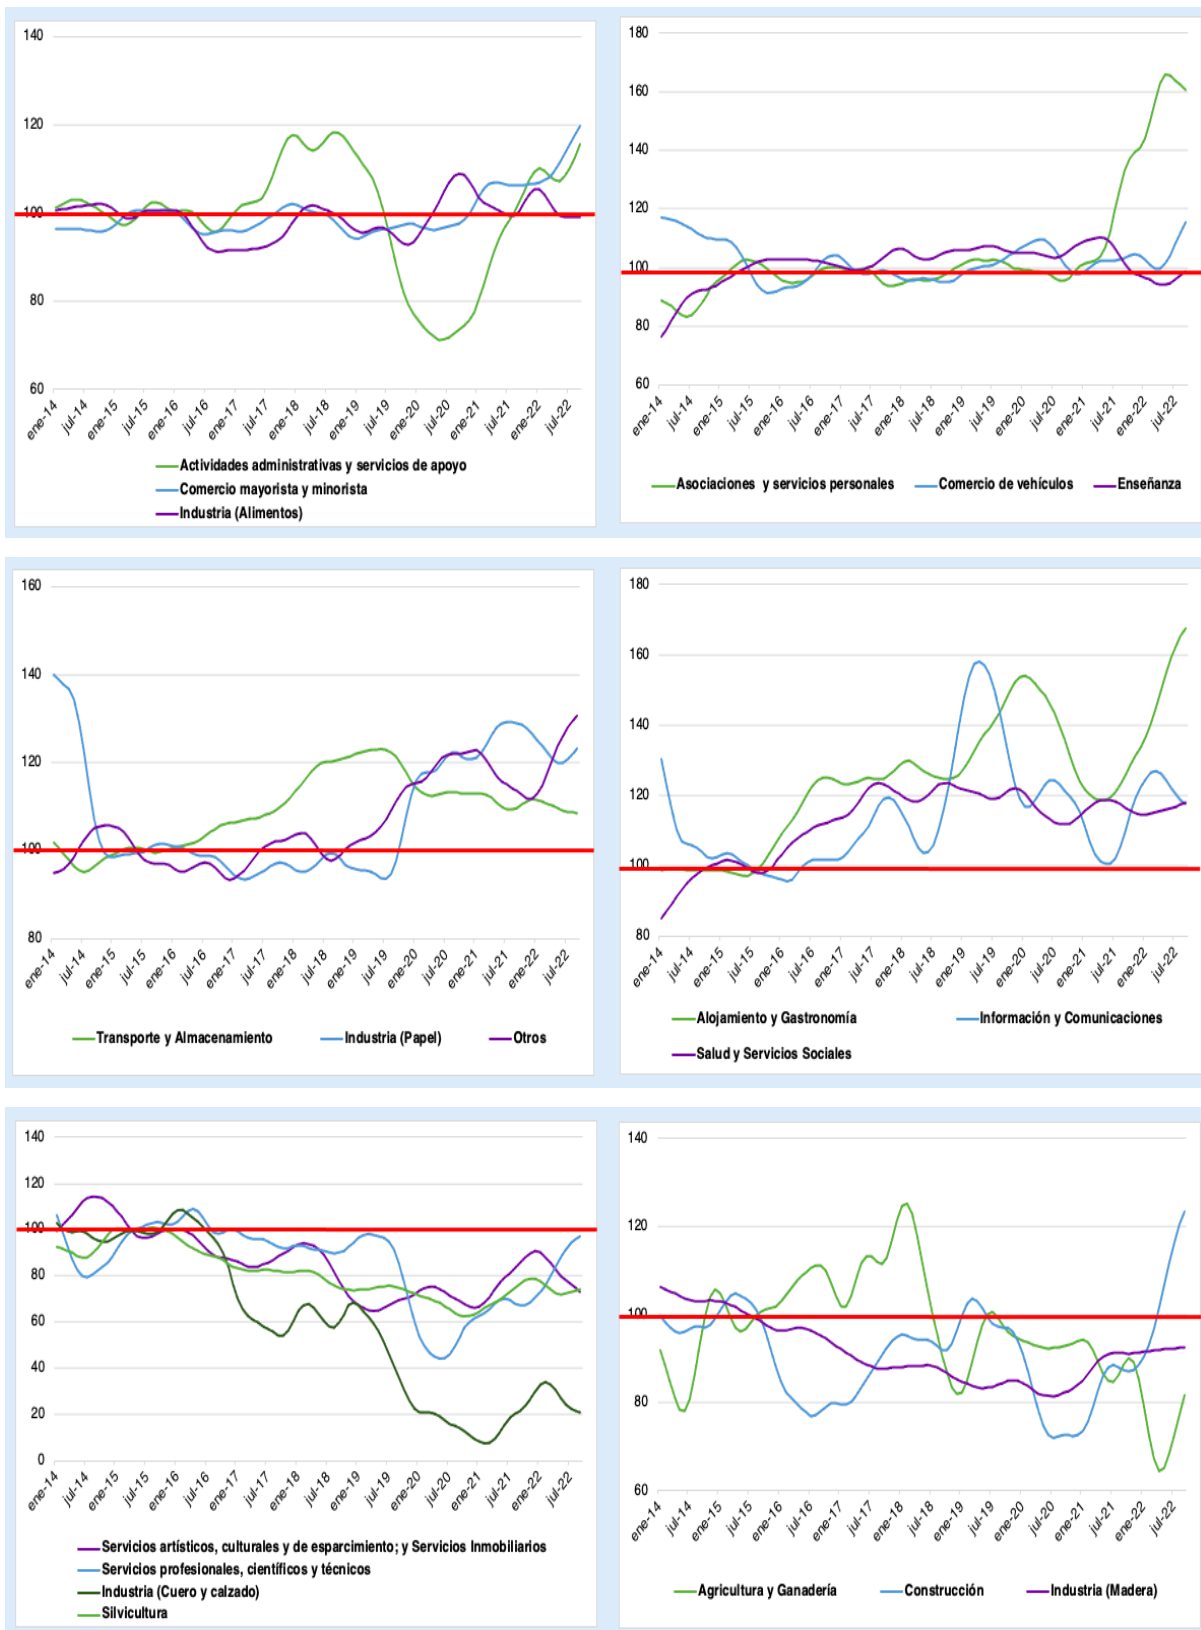 140
120
100
80
60
ene-14 jul-14 ene-15 jul-15 ene-16 jul-16 ene-17 jul-17 ene-18 jul-18 ene-19 jul-19 ene-20 jul-20 ene-21 jul-21 ene-22 jul-22
Actividades administrativas y servicios de apoyo
Comercio mayorista y minorista
Industria (Alimentos)
180
160
140
120
100
80
60
ene-14 jul-14 ene-15 jul-15 ene-16 jul-16 ene-17 jul-17 ene-18 jul-18 ene-19 jul-19 ene-20 jul-20 ene-21 jul-21 ene-22 jul-22
Asociaciones y servicios personales Comercio de vehículos Enseñanza
160
140
120
100
80
ene-14 jul-14 ene-15 jul-15 ene-16 jul-16 ene-17 jul-17 ene-18 jul-18 ene-19 jul-19 ene-20 jul-20 ene-21 jul-21 ene-22 jul-22
Transporte y Almacenamiento Industria (Papel) Otros
180
160
140
120
100
80
ene-14 jul-14 ene-15 jul-15 ene-16 jul-16 ene-17 jul-17 ene-18 jul-18 ene-19 jul-19 ene-20 jul-20 ene-21 jul-21 ene-22 jul-22
Alojamiento y Gastronomía Información y Comunicaciones
Salud y Servicios Sociales
140
120
100
80
60
40
20
0
ene-14 jul-14 ene-15 jul-15 ene-16 jul-16 ene-17 jul-17 ene-18 jul-18 ene-19 jul-19 ene-20 jul-20 ene-21 jul-21 ene-22 jul-22
Servicios artísticos, culturales y de esparcimiento; y Servicios Inmobiliarios
Servicios profesionales, científicos y técnicos
Industria (Cuero y calzado)
Silvicultura
140
120
100
80
60
ene-14 jul-14 ene-15 jul-15 ene-16 jul-16 ene-17 jul-17 ene-18 jul-18 ene-19 jul-19 ene-20 jul-20 ene-21 jul-21 ene-22 jul-22
Agricultura y Ganadería Construcción Industria (Madera)